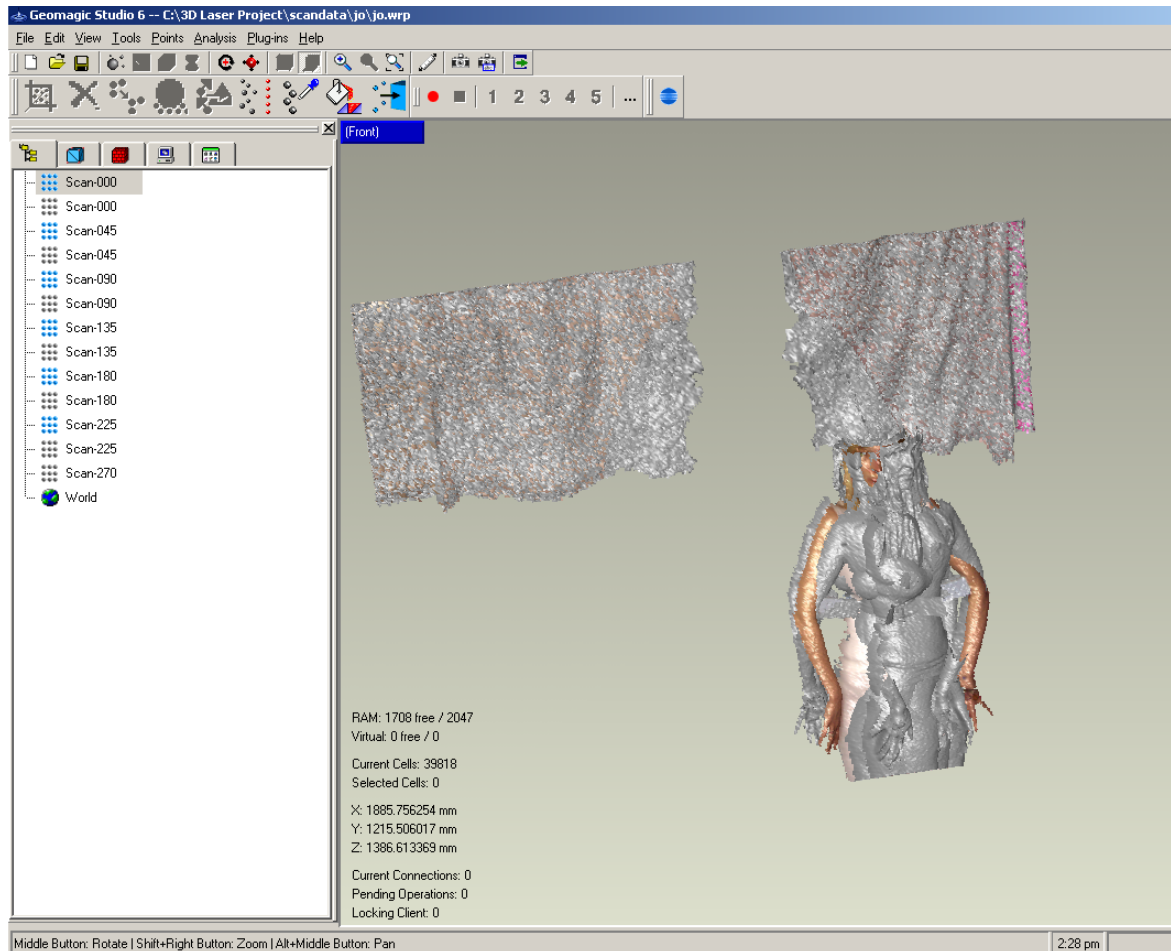 Geomagic Studio 6 -- C:\3D Laser Project\scandata\jo\jo.wrp
File Edit View Tools Points Analysis Plug-ins Help
1 2 3 4 5 ...
(Front)
Scan-000
Scan-000
Scan-045
Scan-045
Scan-090
Scan-090
Scan-135
Scan-135
Scan-180
Scan-180
Scan-225
Scan-225
Scan-270
World
RAM: 1708 free / 2047
Virtual: 0 free / 0
Current Cells: 39818
Selected Cells: 0
X: 1885.756254 mm
Y: 1215.506017 mm
Z: 1386.613369 mm
Current Connections: 0
Pending Operations: 0
Locking Client: 0
Middle Button: Rotate | Shift+Right Button: Zoom | Alt+Middle Button: Pan
2:28 pm